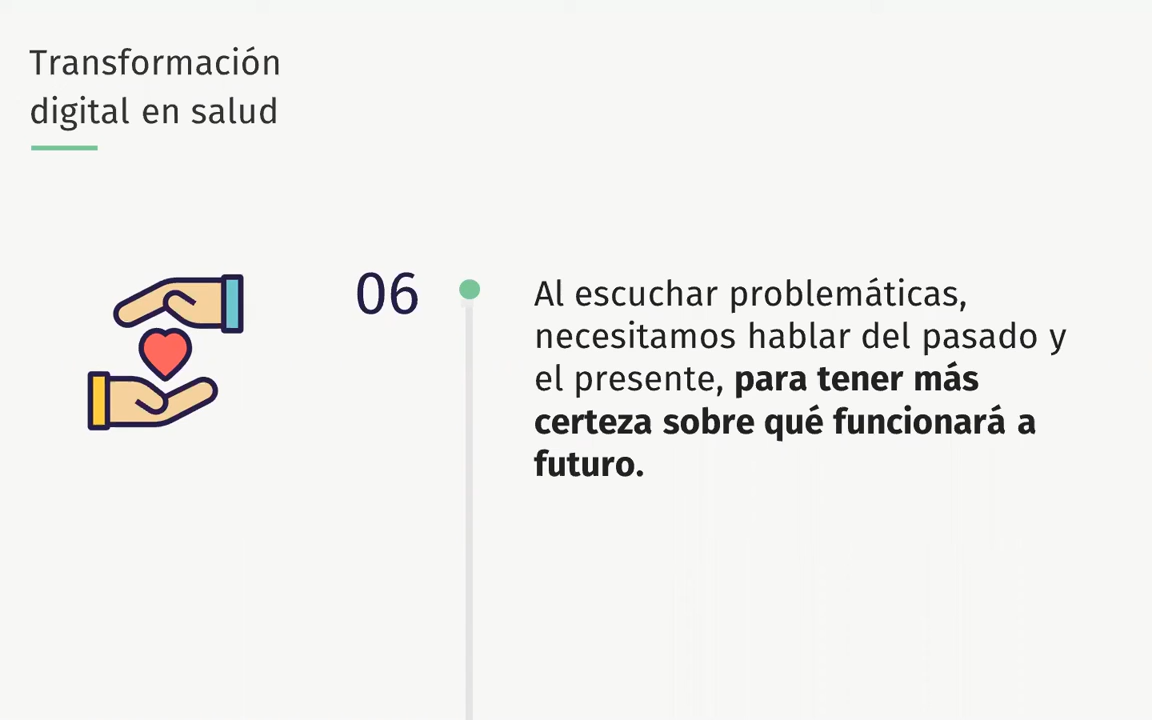 Transformación
digital en salud
06
Al escuchar problemáticas,
necesitamos hablar del pasado y
el presente, para tener más
certeza sobre qué funcionará a
futuro.